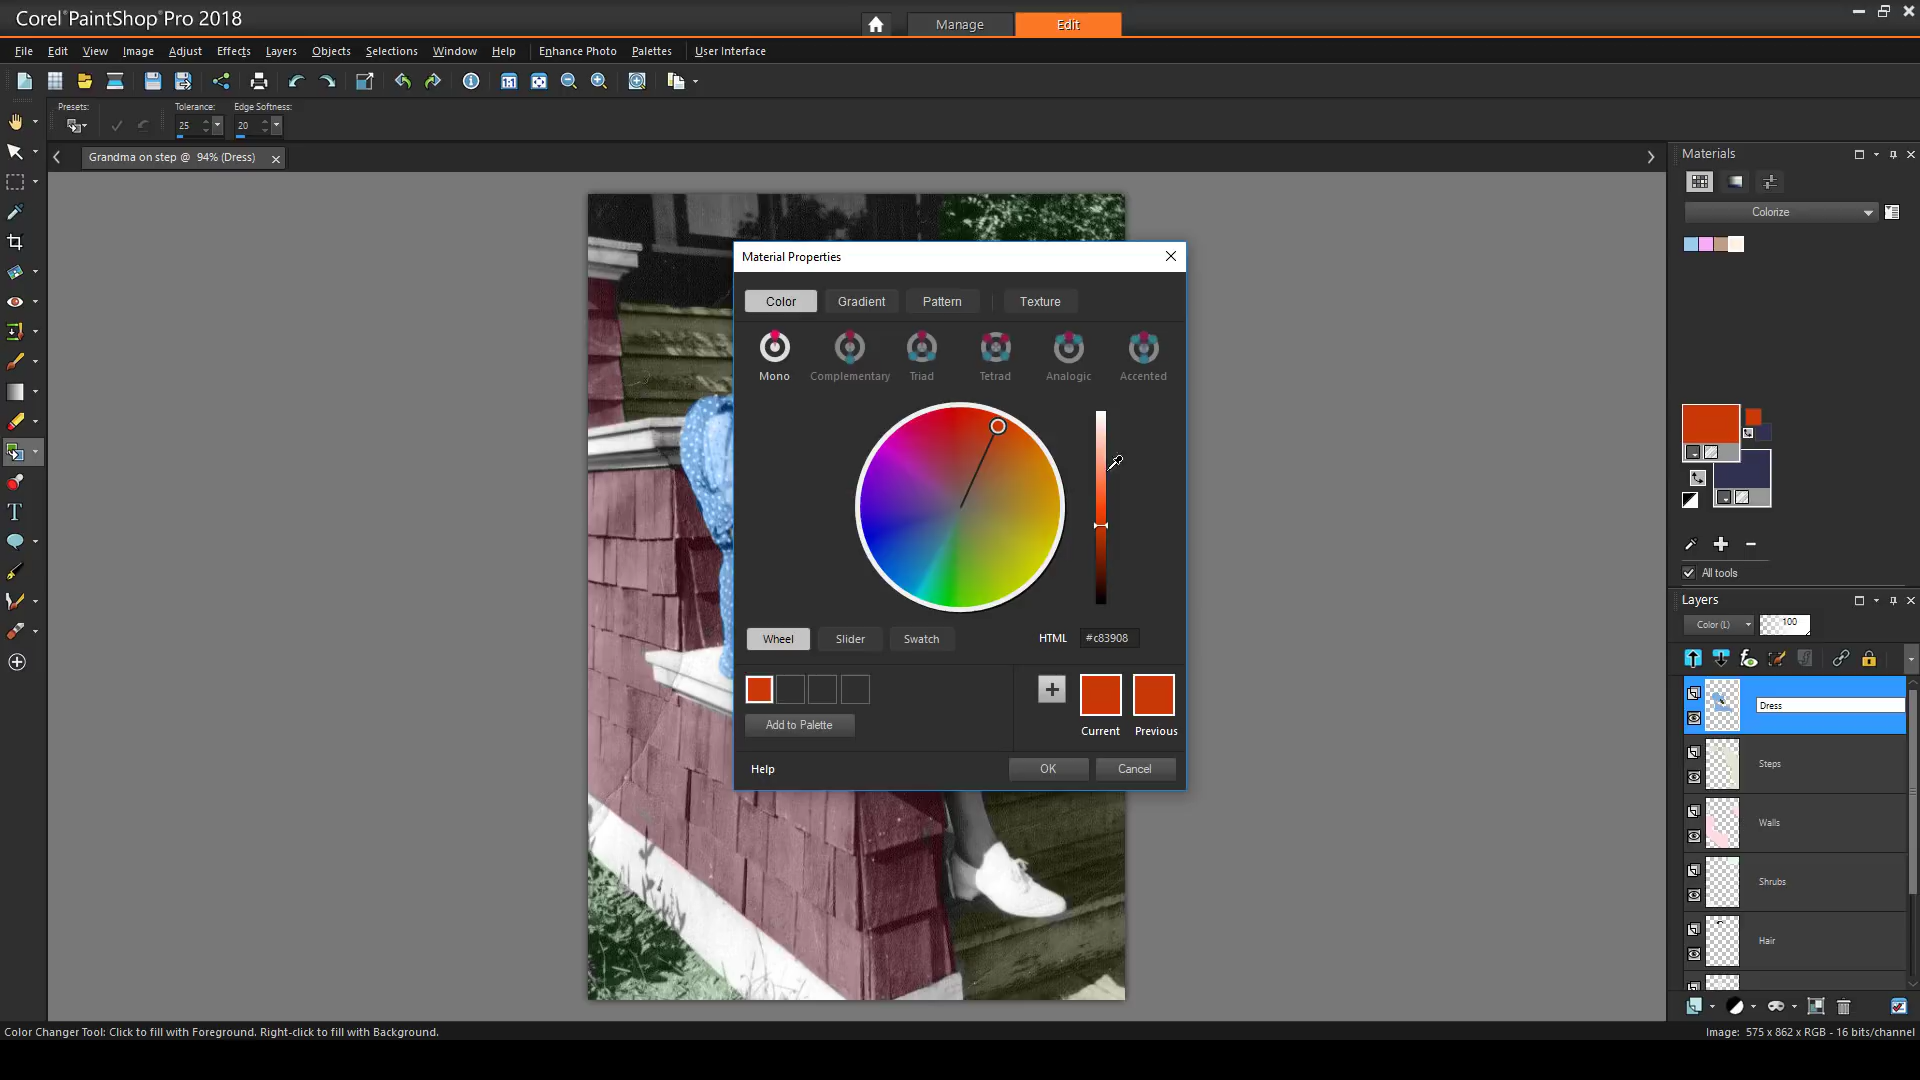 Corel PaintShop Pro 2018
Manage
Edit
File Edit View Image Adjust Effects Layers Objects Selections Window Help Enhance Photo Palettes User Interface
Presets:
Tolerance:
Edge Softness:
25
20
Grandma on step @ 94% (Dress)
Materials
Colorize
Material Properties
Color
Gradient
Pattern
Texture
Mono
Complementary
Triad
Tetrad
Analogic
Accented
Wheel
Slider
Swatch
HTML
#c83908
Add to Palette
Current
Previous
Help
OK
Cancel
All tools
Layers
Color (L)
100
Dress
Steps
Walls
Shrubs
Hair
Color Changer Tool: Click to fill with Foreground. Right-click to fill with Background.
Image: 575 x 862 x RGB - 16 bits/channel